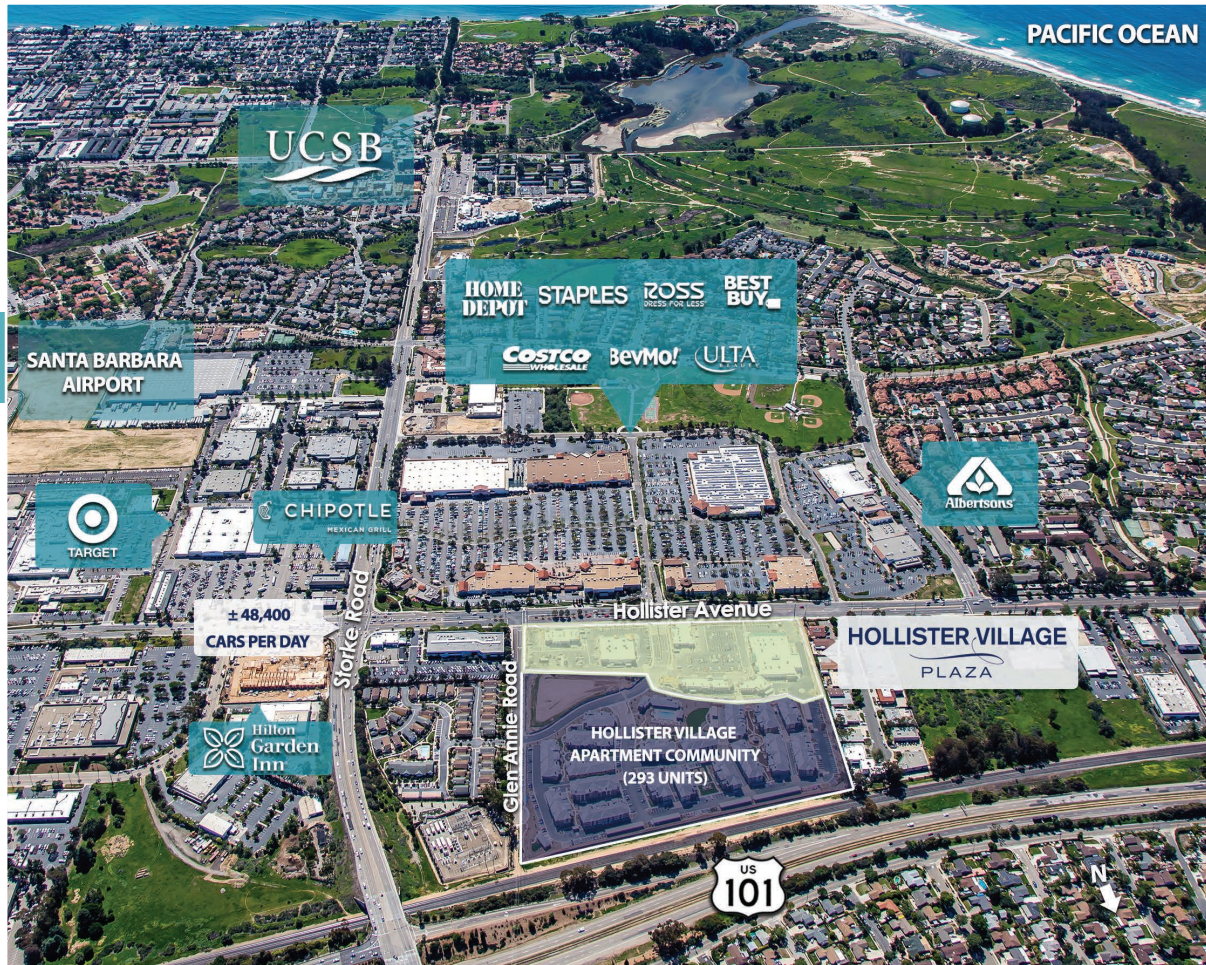 PACIFIC OCEAN
UCSB
HOME DEPOT
STAPLES
ROSS
DRESS FOR LESS
BEST BUY
COSTCO
WHOLESALE
BevMo!
ULTA
BEAUTY
SANTA BARBARA
AIRPORT
TARGET
CHIPOTLE
MEXICAN GRILL
Albertsons
± 48,400
CARS PER DAY
Storke Road
Hollister Avenue
HOLLISTER VILLAGE
PLAZA
Glen Annie Road
HOLLISTER VILLAGE
APARTMENT COMMUNITY
(293 UNITS)
Hilton
Garden
Inn
US
101
N